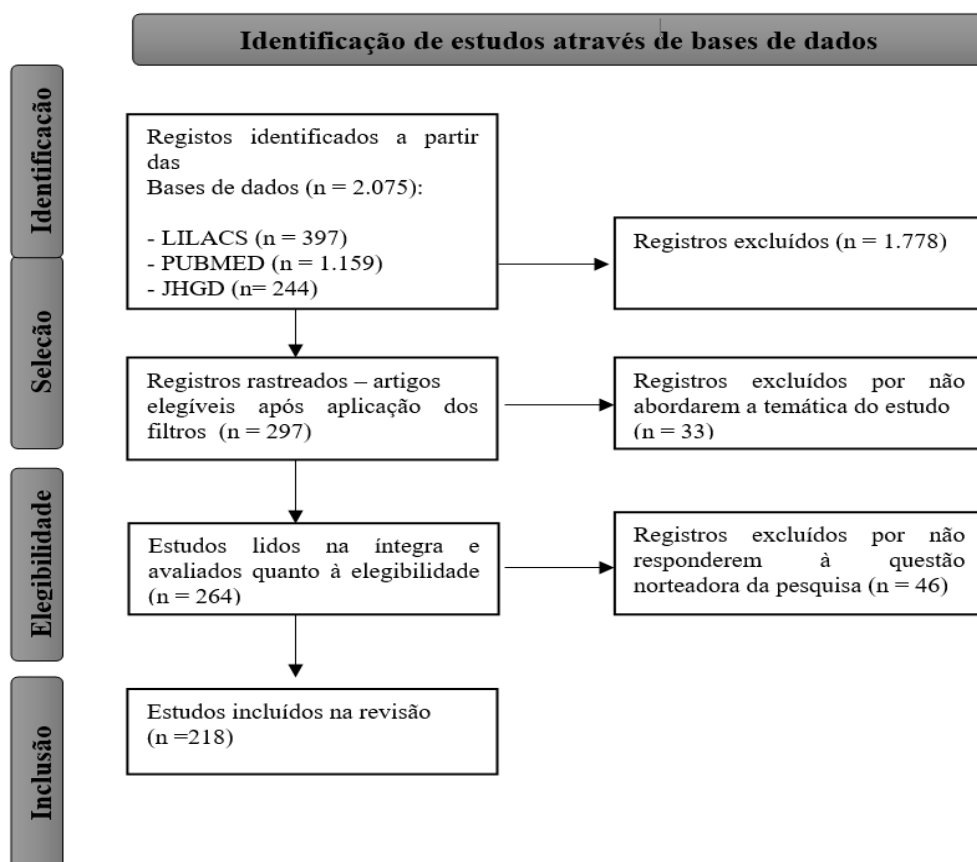 Identificação de estudos através de bases de dados
Identificação
Registos identificados a partir
das
Bases de dados (n = 2.075):
- LILACS (n = 397)
- PUBMED (n = 1.159)
- JHGD (n= 244)
Registros excluídos (n = 1.778)
Seleção
Registros rastreados – artigos
elegíveis após aplicação dos
filtros (n = 297)
Registros excluídos por não
abordarem a temática do estudo
(n = 33)
Elegibilidade
Estudos lidos na íntegra e
avaliados quanto à elegibilidade
(n = 264)
Registros excluídos por não
responderem à questão
norteadora da pesquisa (n = 46)
Inclusão
Estudos incluídos na revisão
(n =218)